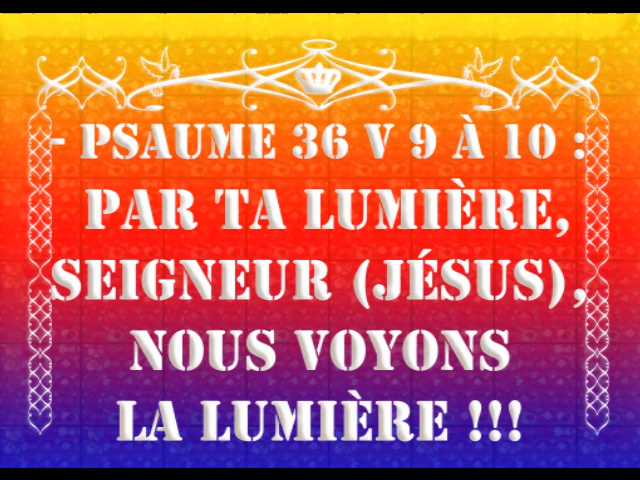 - PSAUME 36 V 9 À 10 :
PAR TA LUMIÈRE,
SEIGNEUR (JÉSUS),
NOUS VOYONS
LA LUMIÈRE !!!